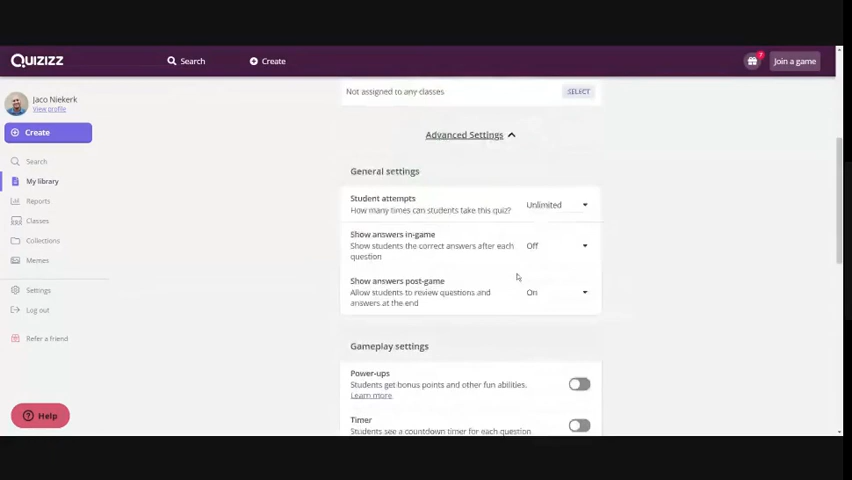 QUIZIZZ
Search
Create
7
Join a game
Jaco Niekerk
View profile
Create
Search
My library
Reports
Classes
Collections
Memes
Settings
Log out
Refer a friend
Help
Not assigned to any classes
SELECT
Advanced Settings
General settings
Student attempts
How many times can students take this quiz?
Unlimited
Show answers in-game
Show students the correct answers after each
question
Off
Show answers post-game
Allow students to review questions and
answers at the end
On
Gameplay settings
Power-ups
Students get bonus points and other fun abilities.
Learn more
Timer
Students see a countdown timer for each question